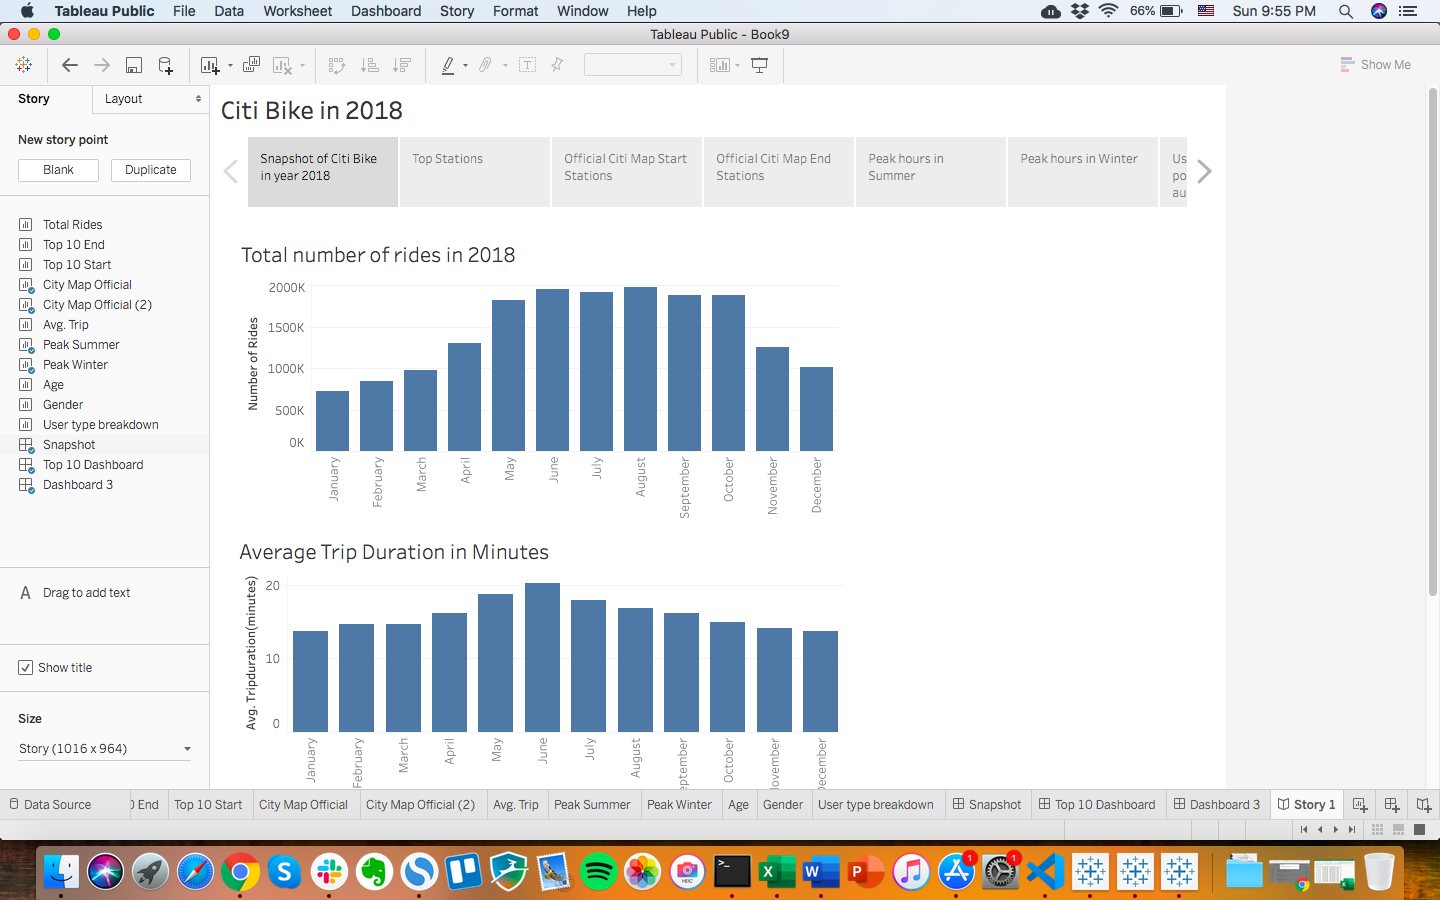 Tableau Public File Data Worksheet Dashboard Story Format Window Help 66% Sun 9:55 PM
Tableau Public - Book9
Show Me
Story Layout
New story point
Blank Duplicate
Total Rides
Top 10 End
Top 10 Start
City Map Official
City Map Official (2)
Avg. Trip
Peak Summer
Peak Winter
Age
Gender
User type breakdown
Snapshot
Top 10 Dashboard
Dashboard 3
A Drag to add text
Show title
Size
Story (1016 x 964)
Citi Bike in 2018
Snapshot of Citi Bike
in year 2018
Top Stations
Official Citi Map Start
Stations
Official Citi Map End
Stations
Peak hours in
Summer
Peak hours in Winter
Us
po
au
Total number of rides in 2018
Number of Rides
2000K
1500K
1000K
500K
0K
January February March April May June July August September October November December
Average Trip Duration in Minutes
Avg. Tripduration(minutes)
20
10
0
January February March April May June July August eptember October ovember ecember
Data Source ) End Top 10 Start City Map Official City Map Official (2) Avg. Trip Peak Summer Peak Winter Age Gender User type breakdown Snapshot Top 10 Dashboard Dashboard 3 Story 1